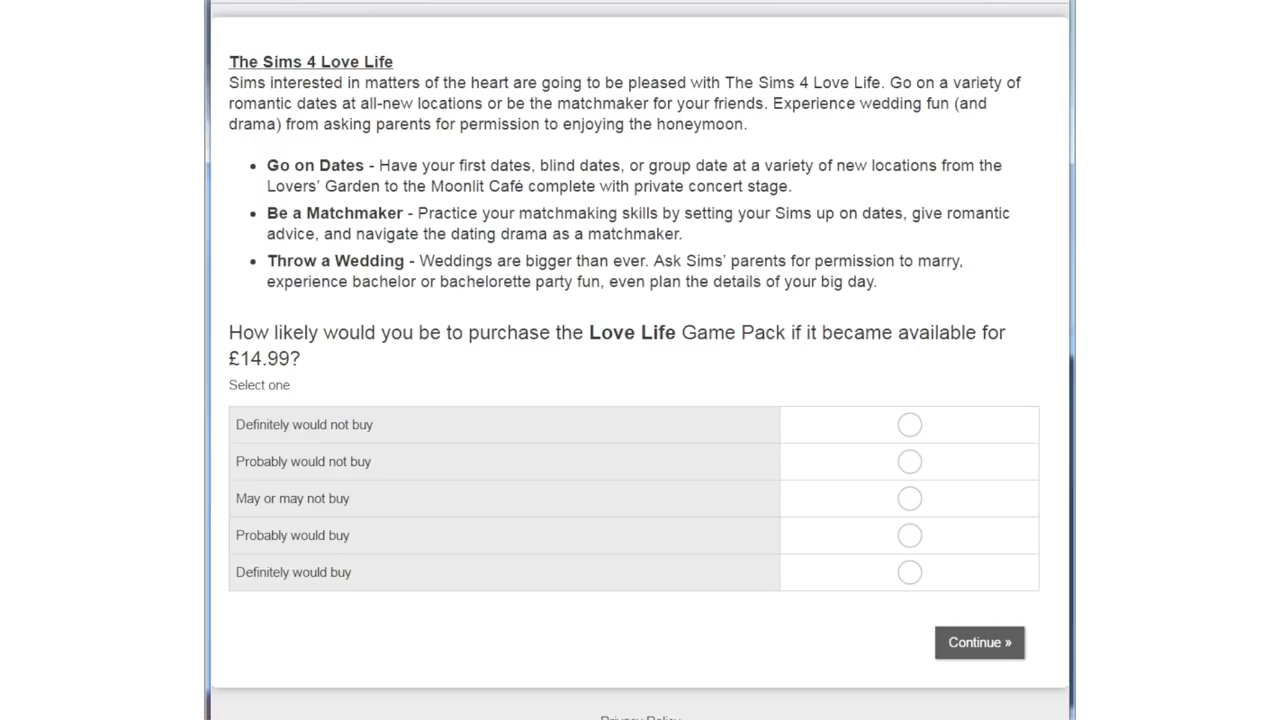 The Sims 4 Love Life
Sims interested in matters of the heart are going to be pleased with The Sims 4 Love Life. Go on a variety of
romantic dates at all-new locations or be the matchmaker for your friends. Experience wedding fun (and
drama) from asking parents for permission to enjoying the honeymoon.
• Go on Dates - Have your first dates, blind dates, or group date at a variety of new locations from the
Lovers' Garden to the Moonlit Café complete with private concert stage.
• Be a Matchmaker - Practice your matchmaking skills by setting your Sims up on dates, give romantic
advice, and navigate the dating drama as a matchmaker.
• Throw a Wedding - Weddings are bigger than ever. Ask Sims' parents for permission to marry,
experience bachelor or bachelorette party fun, even plan the details of your big day.
How likely would you be to purchase the Love Life Game Pack if it became available for
£14.99?
Select one
Definitely would not buy
Probably would not buy
May or may not buy
Probably would buy
Definitely would buy
Continue »
Privacy Policy